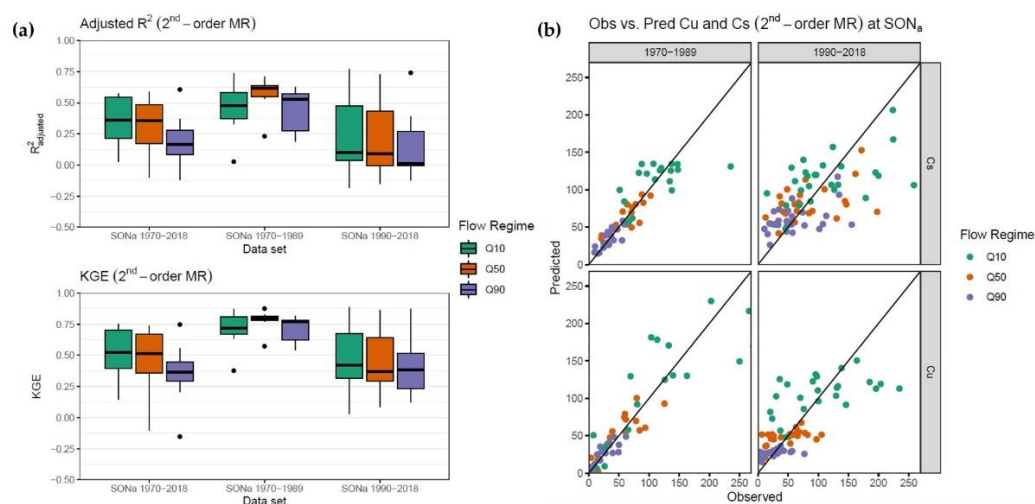 (a)
Adjusted R² (2ⁿᵈ−order MR)
1.00
0.75
0.50
0.25
0.00
−0.25
−0.50
R²adjusted
SONa 1970−2018
SONa 1970−1989
SONa 1990−2018
Data set
KGE (2ⁿᵈ−order MR)
1.00
0.75
0.50
0.25
0.00
−0.25
−0.50
KGE
SONa 1970−2018
SONa 1970−1989
SONa 1990−2018
Data set
Flow Regime
Q10
Q50
Q90
(b)
Obs vs. Pred Cu and Cs (2ⁿᵈ−order MR) at SONₐ
1970−1989
1990−2018
250
200
150
100
50
0
Cs
250
200
150
100
50
0
Cu
Predicted
0 50 100 150 200 250
0 50 100 150 200 250
Observed
Flow Regime
Q10
Q50
Q90